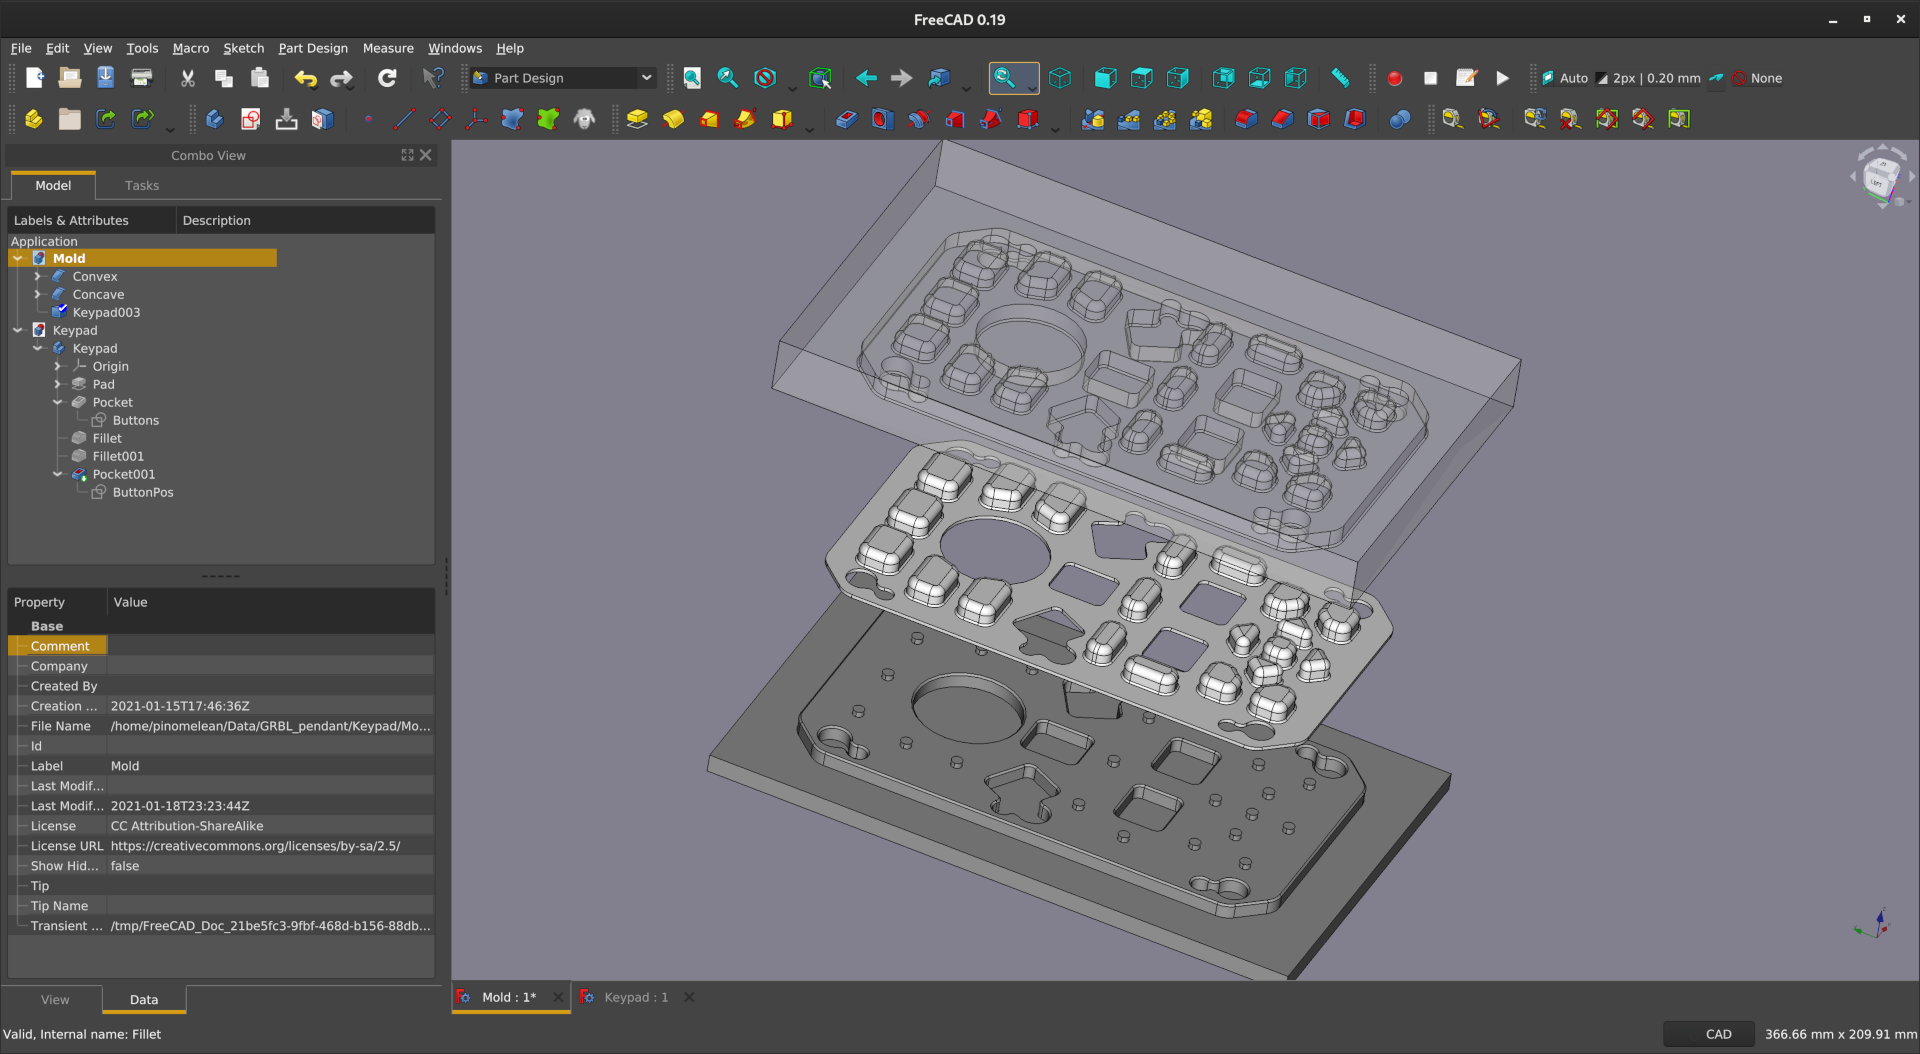 FreeCAD 0.19
File Edit View Tools Macro Sketch Part Design Measure Windows Help
Part Design
Auto 2px | 0.20 mm None
Combo View
Model Tasks
Labels & Attributes Description
Application
Mold
Convex
Concave
Keypad003
Keypad
Keypad
Origin
Pad
Pocket
Buttons
Fillet
Fillet001
Pocket001
ButtonPos
Property Value
Base
Comment
Company
Created By
Creation ... 2021-01-15T17:46:36Z
File Name /home/pinomelean/Data/GRBL_pendant/Keypad/Mo...
Id
Label Mold
Last Modif...
Last Modif... 2021-01-18T23:23:44Z
License CC Attribution-ShareAlike
License URL https://creativecommons.org/licenses/by-sa/2.5/
Show Hid... false
Tip
Tip Name
Transient ... /tmp/FreeCAD_Doc_21be5fc3-9fbf-468d-b156-88db...
View Data
Mold : 1* Keypad : 1
Valid, Internal name: Fillet
CAD 366.66 mm x 209.91 mm
LEFT